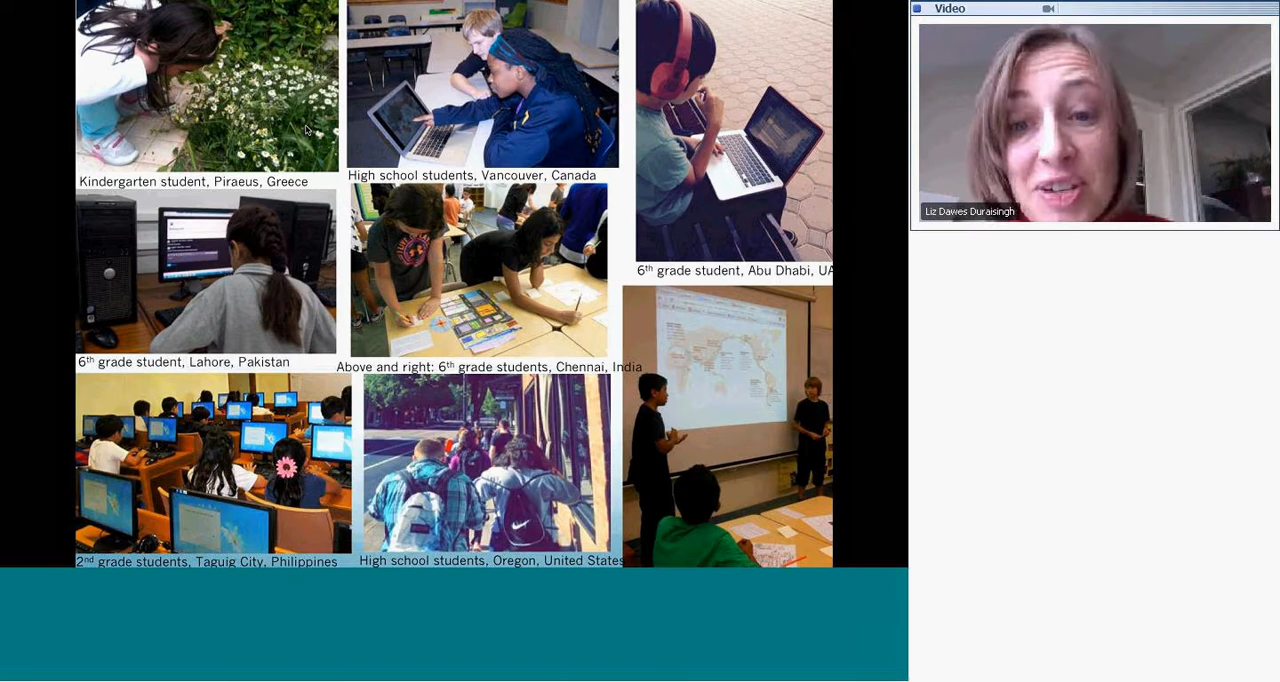 Video
Liz Dawes Duraisingh
Kindergarten student, Piraeus, Greece
High school students, Vancouver, Canada
6th grade student, Abu Dhabi, UA
6th grade student, Lahore, Pakistan
Above and right: 6th grade students, Chennai, India
2nd grade students, Taguig City, Philippines
High school students, Oregon, United States